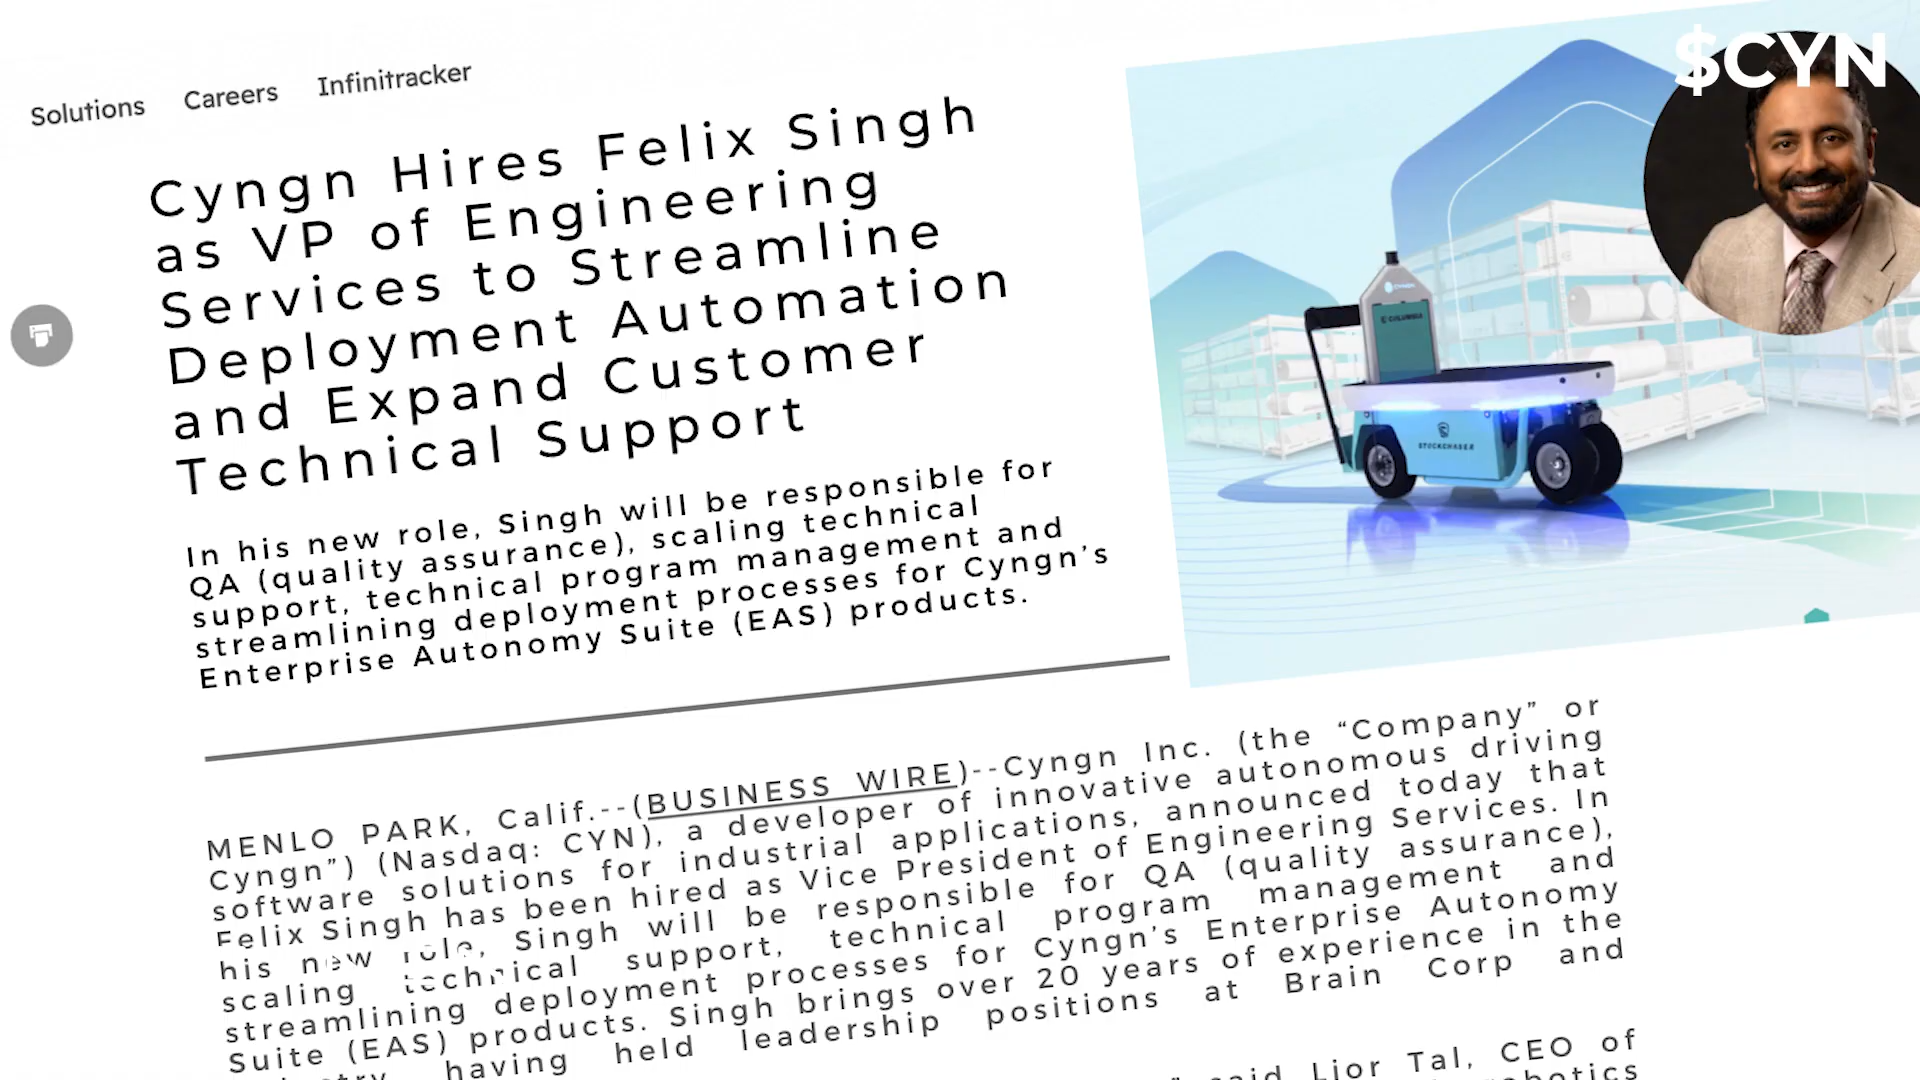 $CYN
Solutions Careers Infinitracker
Cyngn Hires Felix Singh
as VP of Engineering
Services to Streamline
Deployment Automation
and Expand Customer
Technical Support
In his new role, Singh will be responsible for
QA (quality assurance), scaling technical
support, technical program management and
streamlining deployment processes for Cyngn’s
Enterprise Autonomy Suite (EAS) products.
COLUMBIA
STOCKCHASER
MENLO PARK, Calif.--(BUSINESS WIRE)--Cyngn Inc. (the “Company” or
Cyngn”) (Nasdaq: CYN), a developer of innovative autonomous driving
software solutions for industrial applications, announced today that
Felix Singh has been hired as Vice President of Engineering Services. In
his new role, Singh will be responsible for QA (quality assurance),
scaling technical support, technical program management and
streamlining deployment processes for Cyngn’s Enterprise Autonomy
Suite (EAS) products. Singh brings over 20 years of experience in the
having held leadership positions at Brain Corp and
said Lior Tal, CEO of